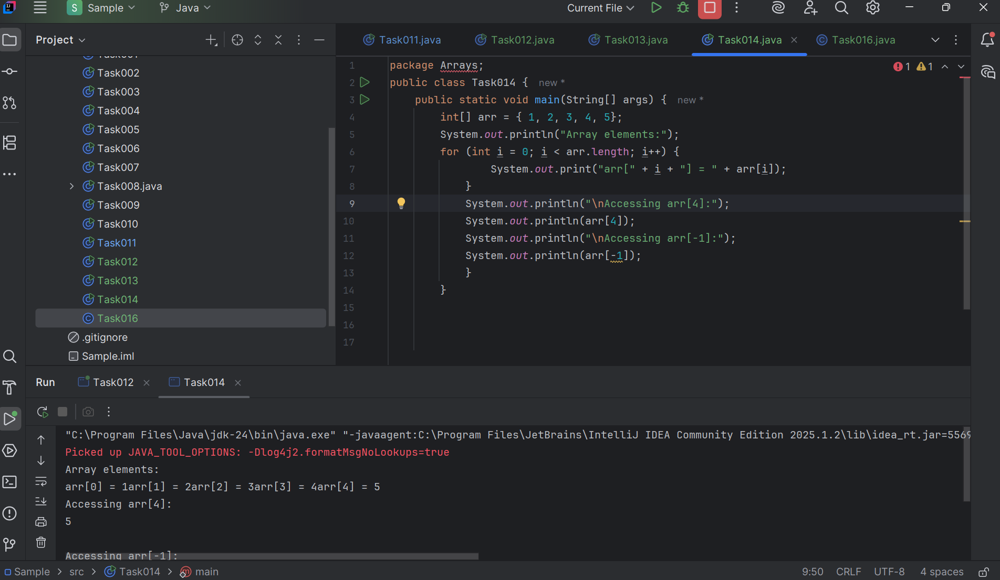 S Sample Java Current File
Project
Task011.java Task012.java Task013.java Task014.java Task016.java
Task002
Task003
Task004
Task005
Task006
Task007
Task008.java
Task009
Task010
Task011
Task012
Task013
Task014
Task016
.gitignore
Sample.iml
1 package Arrays; 1 1
2 public class Task014 { new *
3 public static void main(String[] args) { new *
4 int[] arr = { 1, 2, 3, 4, 5};
5 System.out.println("Array elements:");
6 for (int i = 0; i < arr.length; i++) {
7 System.out.print("arr[" + i + "] = " + arr[i]);
8 }
9 System.out.println("\nAccessing arr[4]:");
10 System.out.println(arr[4]);
11 System.out.println("\nAccessing arr[-1]:");
12 System.out.println(arr[-1]);
13 }
14 }
15
16
17
Run Task012 Task014
"C:\Program Files\Java\jdk-24\bin\java.exe" "-javaagent:C:\Program Files\JetBrains\IntelliJ IDEA Community Edition 2025.1.2\lib\idea_rt.jar=5569
Picked up JAVA_TOOL_OPTIONS: -Dlog4j2.formatMsgNoLookups=true
Array elements:
arr[0] = 1arr[1] = 2arr[2] = 3arr[3] = 4arr[4] = 5
Accessing arr[4]:
5
Accessing arr[-1]:
Sample > src > Task014 > main 9:50 CRLF UTF-8 4 spaces